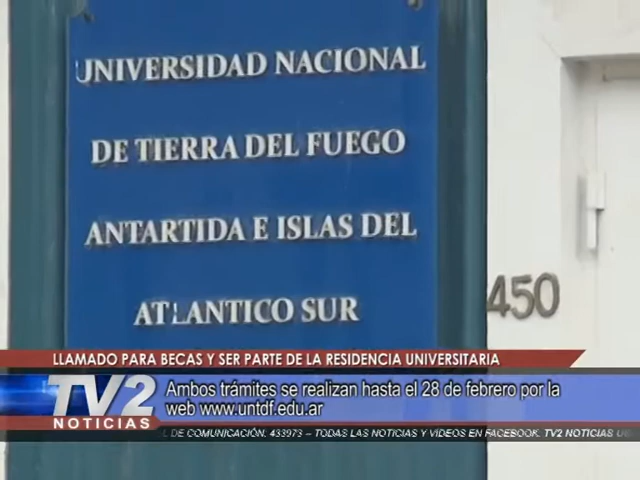 UNIVERSIDAD NACIONAL
DE TIERRA DEL FUEGO
ANTARTIDA E ISLAS DEL
ATLANTICO SUR
450
LLAMADO PARA BECAS Y SER PARTE DE LA RESIDENCIA UNIVERSITARIA
TV2
NOTICIAS
Ambos trámites se realizan hasta el 28 de febrero por la
web www.untdf.edu.ar
DE COMUNICACIÓN: 433973 – TODAS LAS NOTICIAS Y VÍDEOS EN FACEBOOK: TV2 NOTICIAS